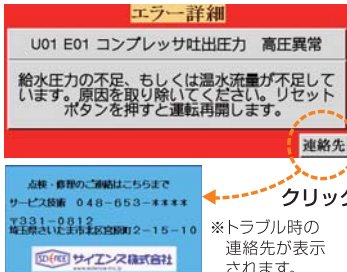 エラー詳細
U01 E01 コンプレッサ吐出圧力 高圧異常
給水圧力の不足、もしくは温水流量が不足して
います。原因を取り除いてください。リセット
ボタンを押すと運転再開します。
連絡先
点検・修理のご連絡はこちらまで
サービス技術 048-653-****
〒331-0812
埼玉県さいたま市北区宮原町2-15-10
サイエンス株式会社
クリック
※トラブル時の
連絡先が表示
されます。